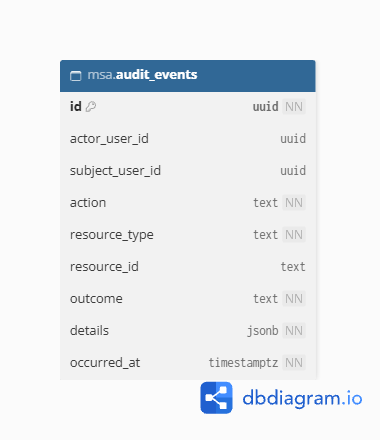 msa.audit_events
id uuid NN
actor_user_id uuid
subject_user_id uuid
action text NN
resource_type text NN
resource_id text
outcome text NN
details jsonb NN
occurred_at timestamptz NN
dbdiagram.io